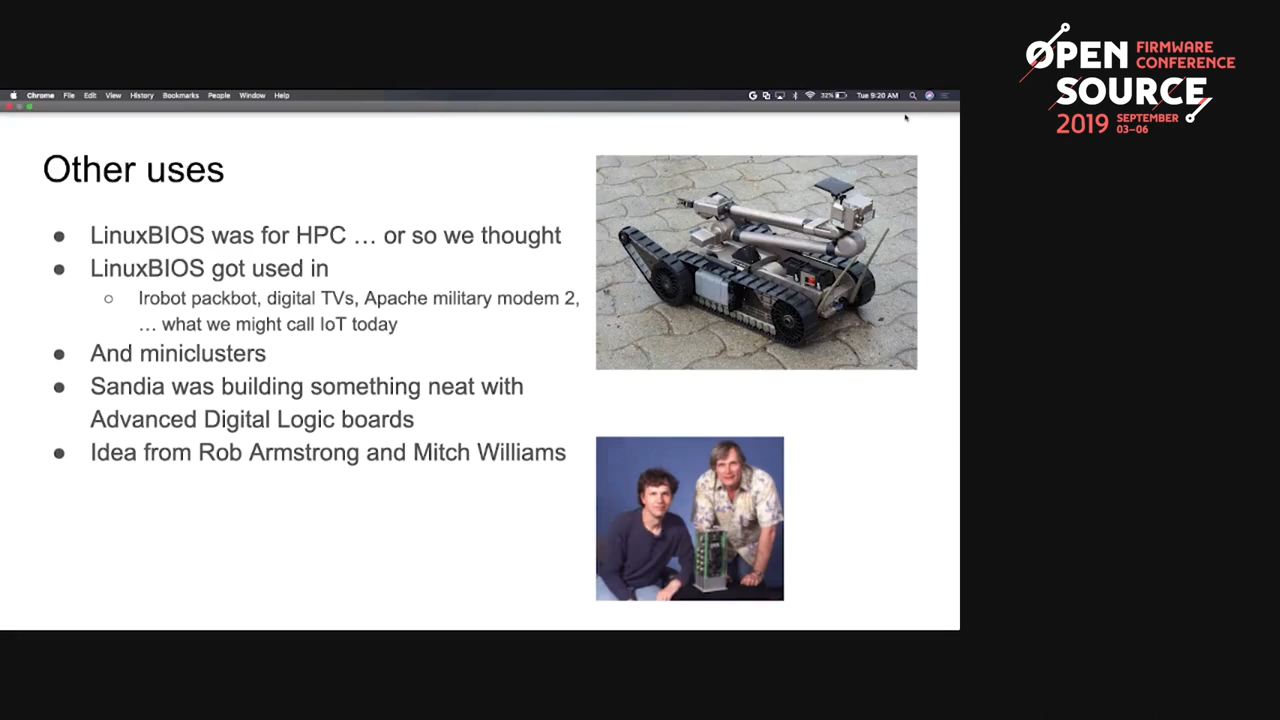 OPEN FIRMWARE CONFERENCE
SOURCE
2019 SEPTEMBER 03–06
Chrome File Edit View History Bookmarks People Window Help 32% Tue 9:20 AM
Other uses
● LinuxBIOS was for HPC … or so we thought
● LinuxBIOS got used in
○ Irobot packbot, digital TVs, Apache military modem 2,
… what we might call IoT today
● And miniclusters
● Sandia was building something neat with
Advanced Digital Logic boards
● Idea from Rob Armstrong and Mitch Williams